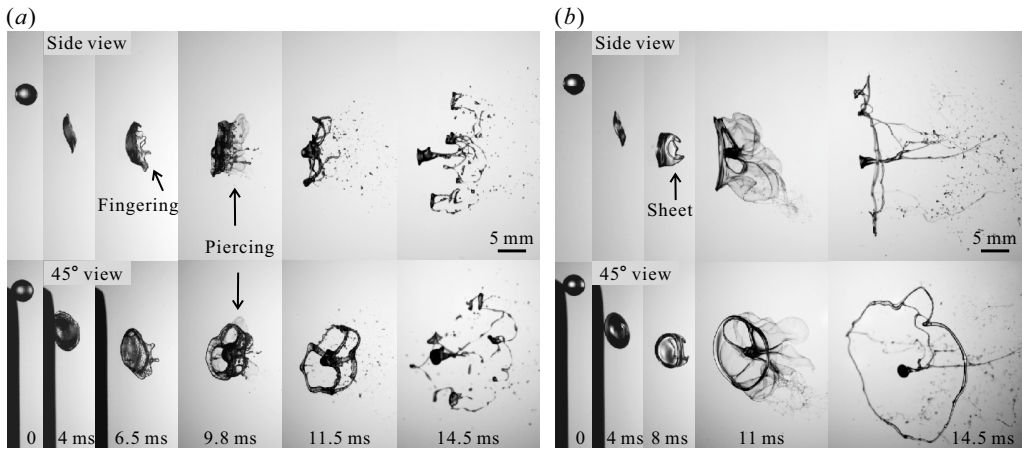 (a)
Side view
Fingering
Piercing
5 mm
45° view
0
4 ms
6.5 ms
9.8 ms
11.5 ms
14.5 ms
(b)
Side view
Sheet
5 mm
45° view
0
4 ms
8 ms
11 ms
14.5 ms